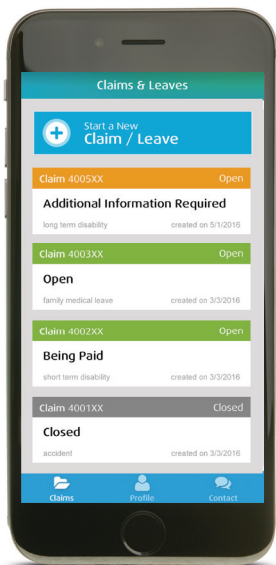 Claims & Leaves
Start a New
Claim / Leave
Claim 4005XX Open
Additional Information Required
long term disability created on 5/1/2016
Claim 4003XX Open
Open
family medical leave created on 3/3/2016
Claim 4002XX Open
Being Paid
short term disability created on 3/3/2016
Claim 4001XX Closed
Closed
accident created on 3/3/2016
Claims Profile Contact